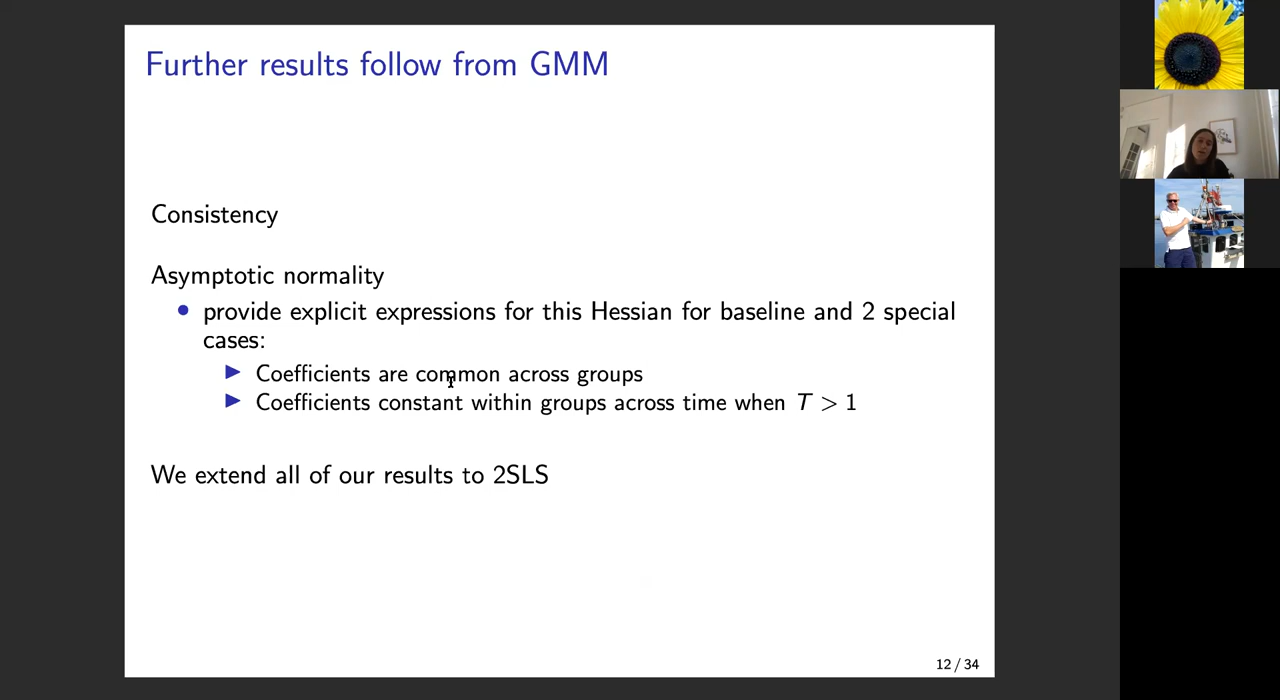 Further results follow from GMM
Consistency
Asymptotic normality
• provide explicit expressions for this Hessian for baseline and 2 special
cases:
▶ Coefficients are common across groups
▶ Coefficients constant within groups across time when T > 1
We extend all of our results to 2SLS
12 / 34